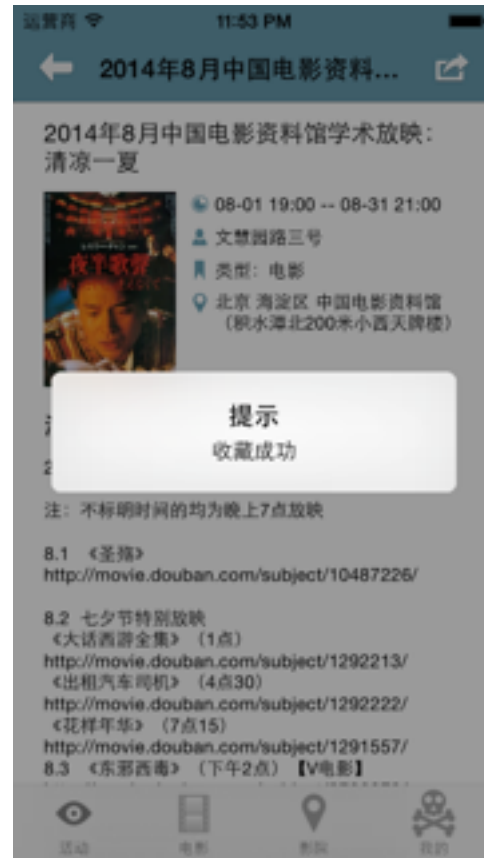 运营商 11:53 PM
2014年8月中国电影资料...
2014年8月中国电影资料馆学术放映：
清凉一夏
08-01 19:00 -- 08-31 21:00
文慧园路三号
类型：电影
北京 海淀区 中国电影资料馆
（积水潭北200米小西天牌楼）
夜半歌聲
提示
收藏成功
2
注：不标明时间的均为晚上7点放映
8.1 《圣殇》
http://movie.douban.com/subject/10487226/
8.2 七夕节特别放映
《大话西游全集》（1点）
http://movie.douban.com/subject/1292213/
《出租汽车司机》（4点30）
http://movie.douban.com/subject/1292222/
《花样年华》（7点15）
http://movie.douban.com/subject/1291557/
8.3 《东邪西毒》（下午2点）【V电影】
活动 电影 影院 我的